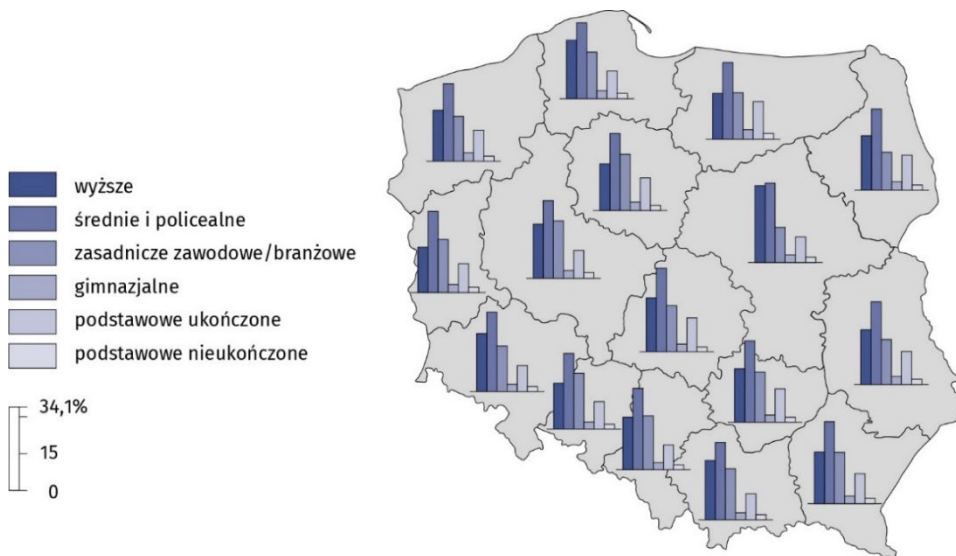 wyższe
średnie i policealne
zasadnicze zawodowe/branżowe
gimnazjalne
podstawowe ukończone
podstawowe nieukończone
34,1%
15
0